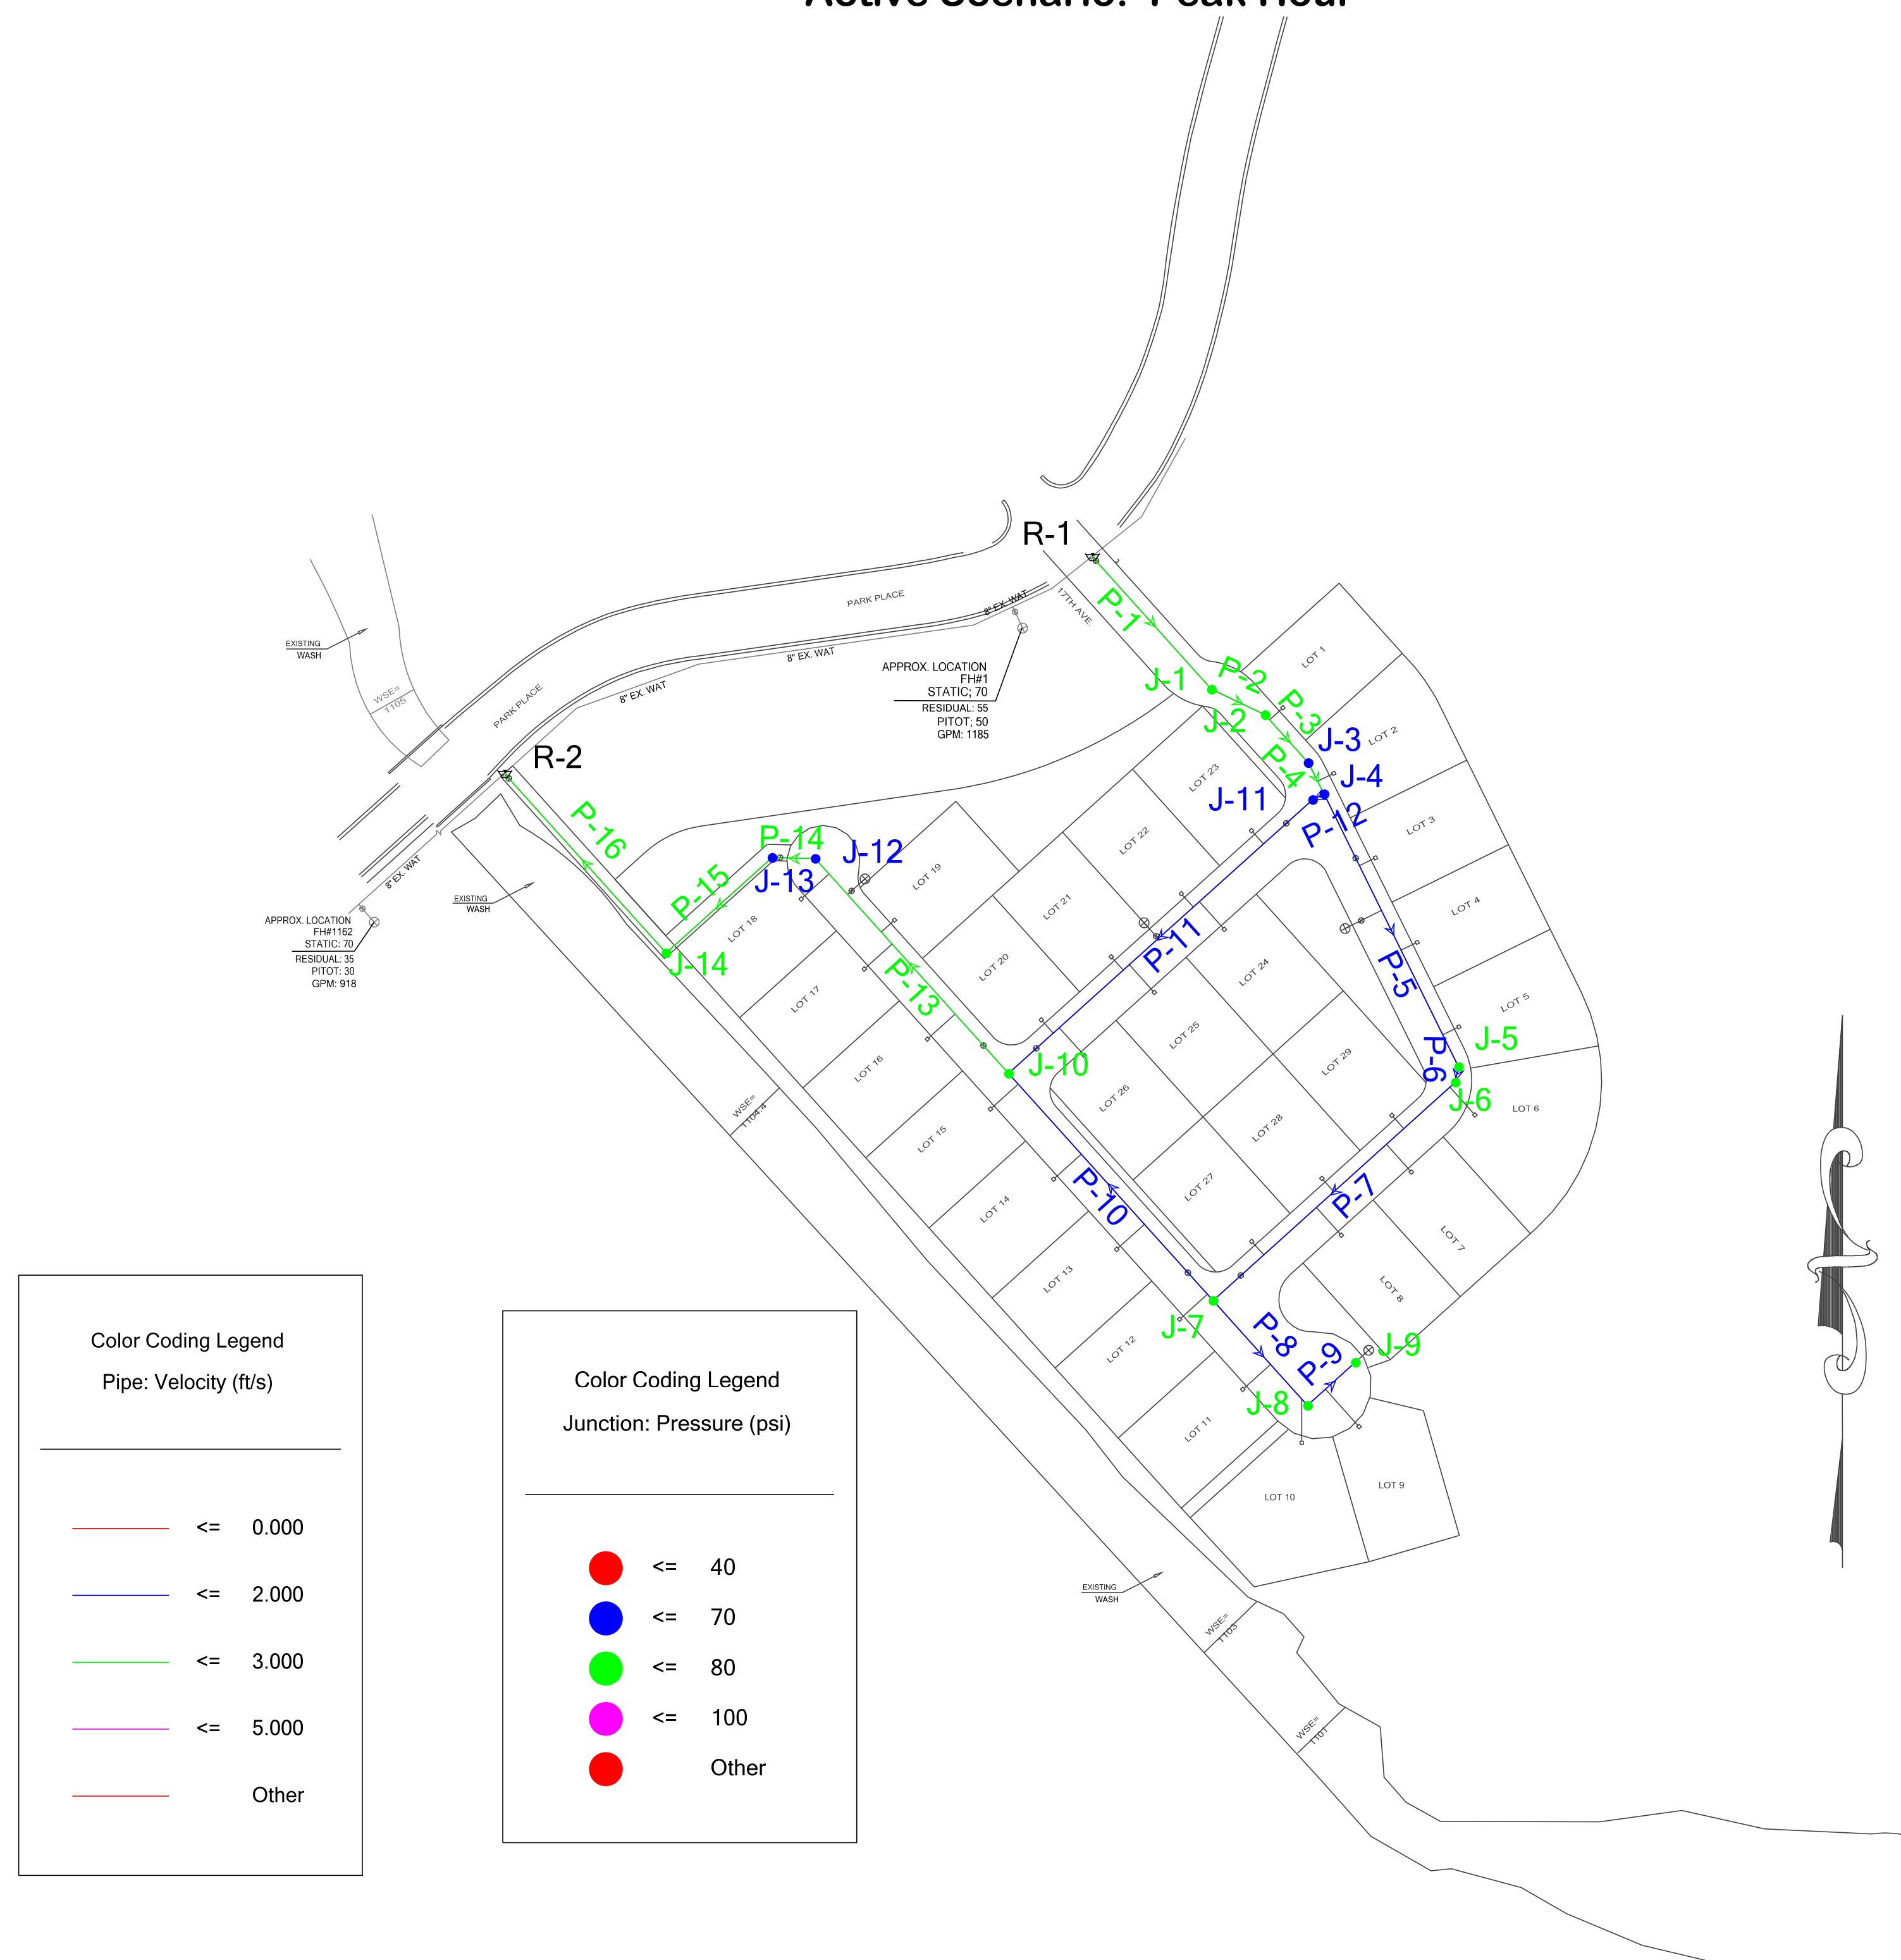 Active Scenario: Peak Hour
R-1
P-1
17TH AVE.
PARK PLACE
8" EX. WAT
8" EX. WAT
8" EX. WAT
PARK PLACE
APPROX. LOCATION
FH#1
STATIC; 70
RESIDUAL: 55
PITOT; 50
GPM: 1185
EXISTING
WASH
WSE=
1105
R-2
P-16
8" EX. WAT
EXISTING
WASH
APPROX. LOCATION
FH#1162
STATIC: 70
RESIDUAL: 35
PITOT: 30
GPM: 918
J-1
P-2
J-2
P-3
J-3
P-4
J-4
J-11
P-12
LOT 1
LOT 2
LOT 3
LOT 4
LOT 5
LOT 6
LOT 7
LOT 8
LOT 9
LOT 10
LOT 11
LOT 12
LOT 13
LOT 14
LOT 15
LOT 16
LOT 17
LOT 18
LOT 19
LOT 20
LOT 21
LOT 22
LOT 23
LOT 24
LOT 25
LOT 26
LOT 27
LOT 28
LOT 29
P-14
J-12
J-13
P-15
J-14
P-13
P-11
J-10
P-5
J-5
P-6
J-6
P-7
P-10
J-7
P-8
P-9
J-9
J-8
WSE=
1104.4
EXISTING
WASH
WSE=
1103
WSE=
1101
Color Coding Legend
Pipe: Velocity (ft/s)
<= 0.000
<= 2.000
<= 3.000
<= 5.000
Other
Color Coding Legend
Junction: Pressure (psi)
<= 40
<= 70
<= 80
<= 100
Other